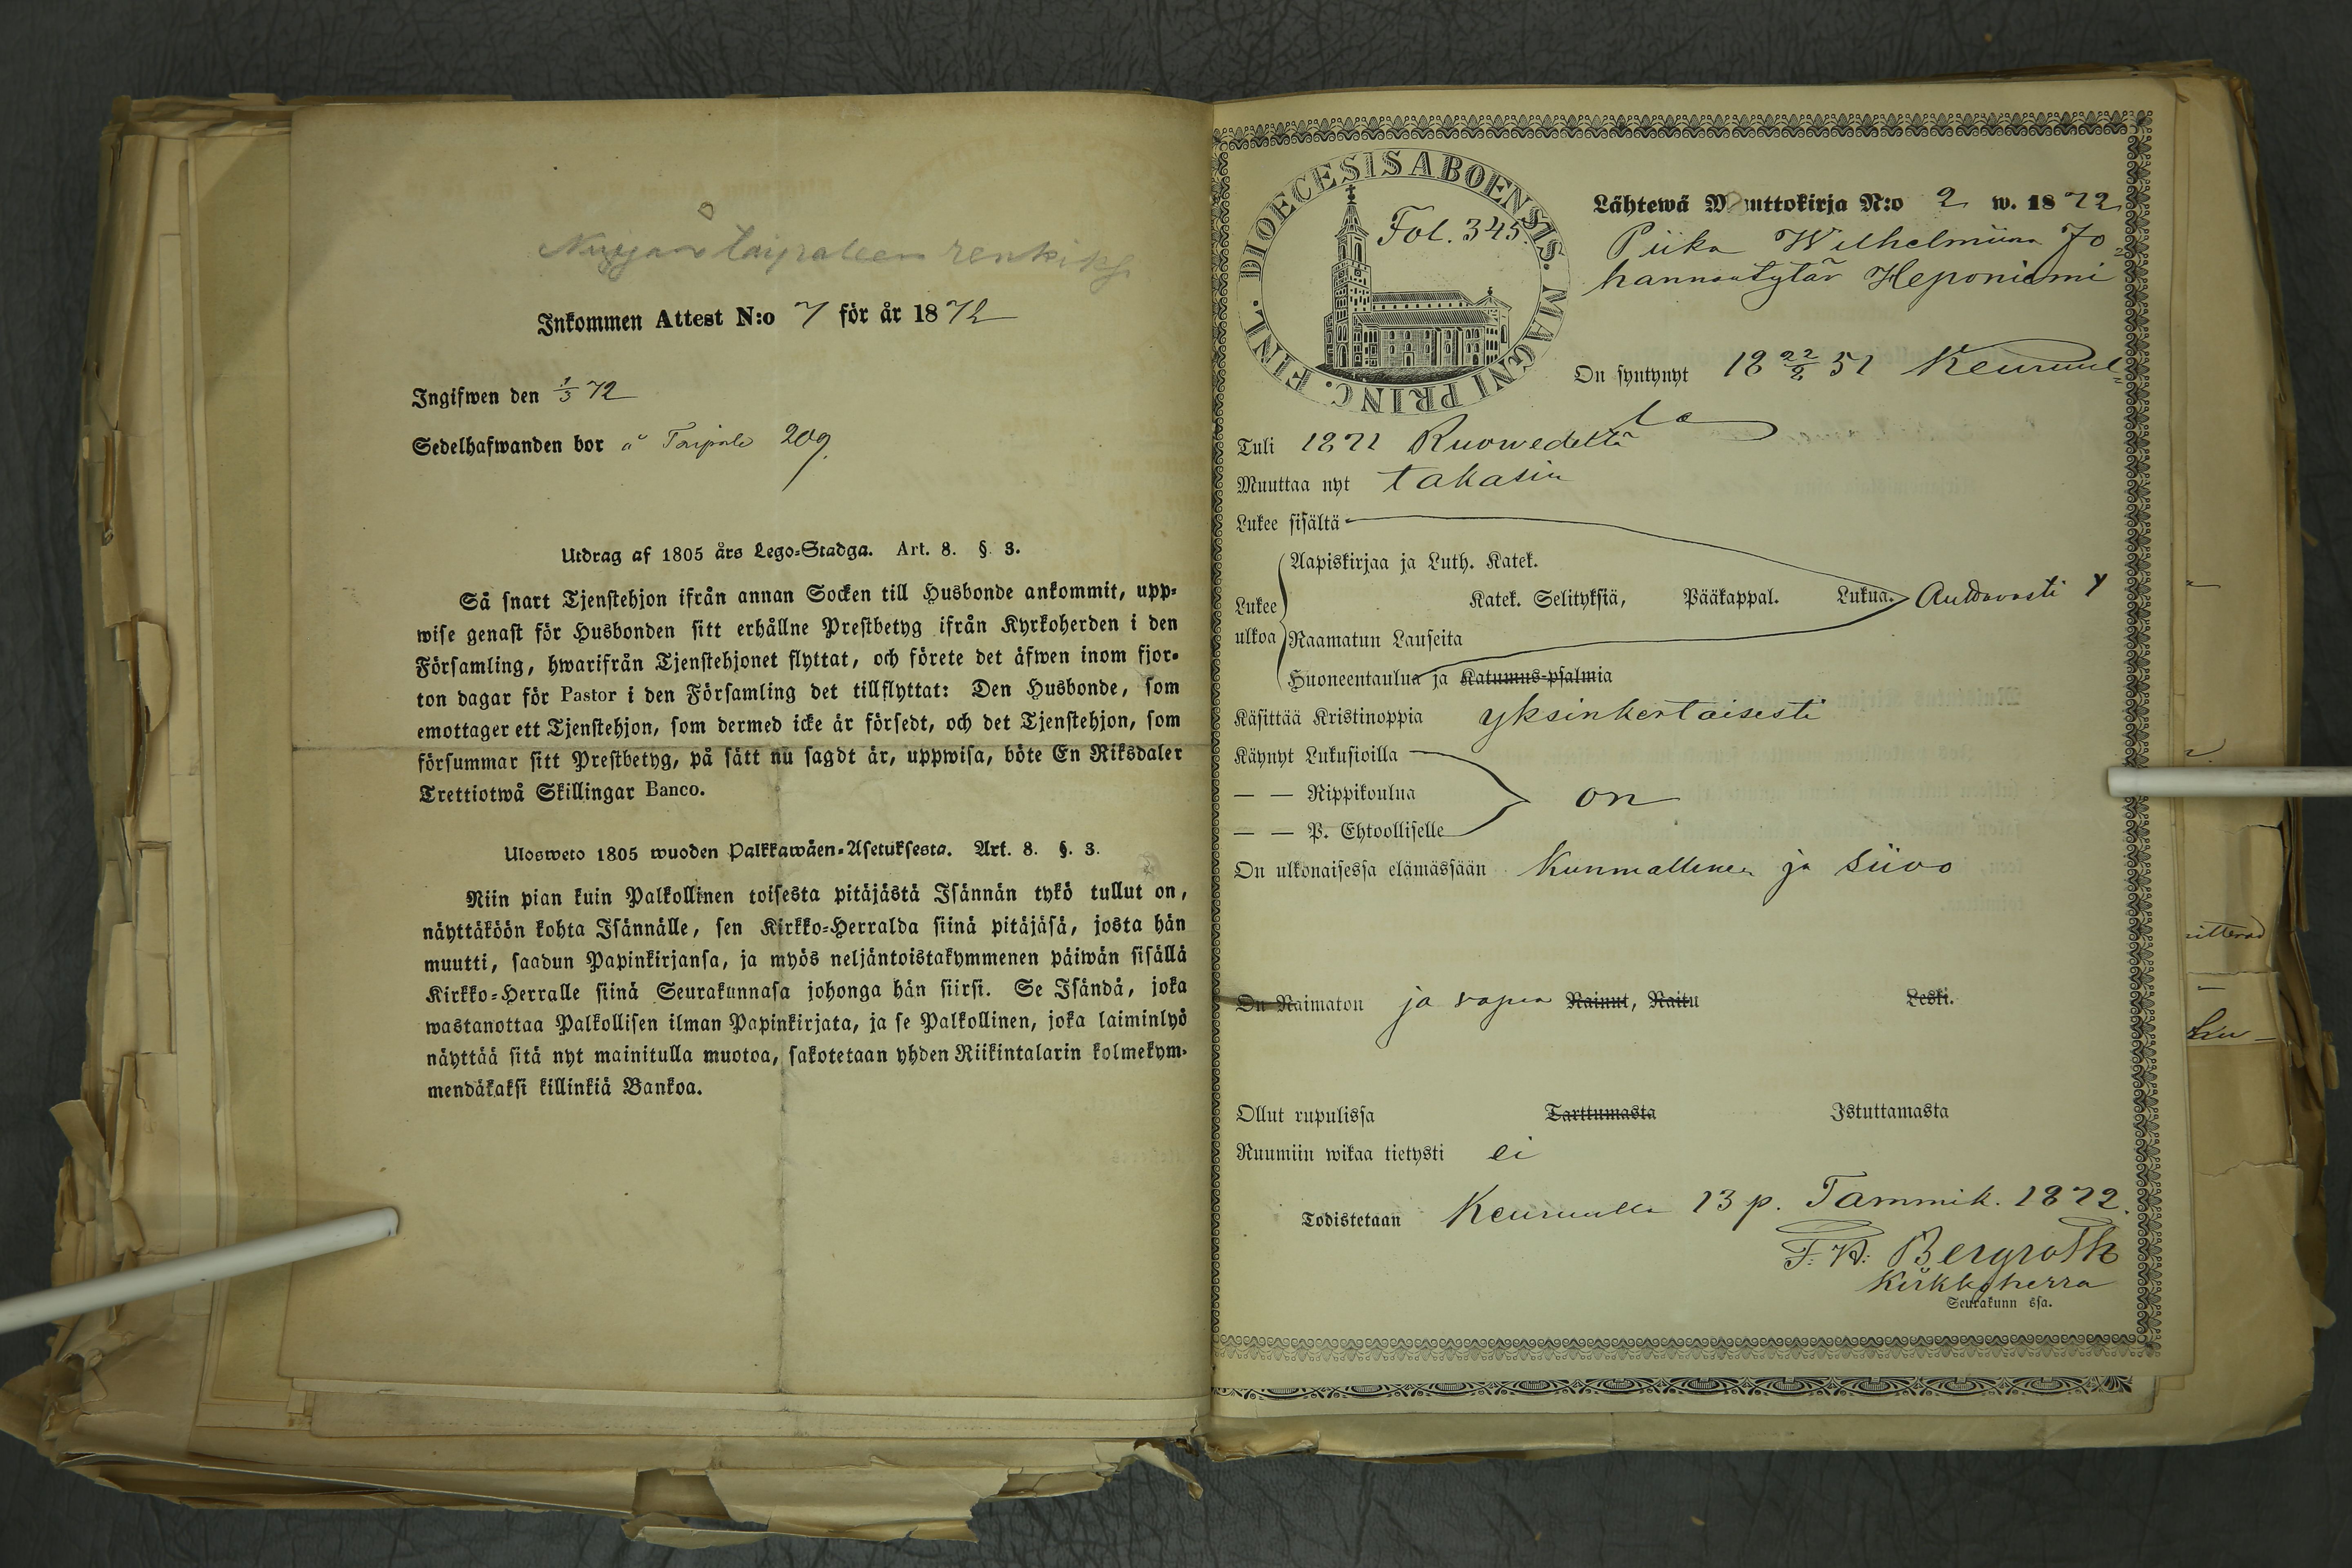 Taipaleen renkiksi
Inkommen Attest N:o 7 för år 1872
Ingifwen den 1/3 72
Sedelhafwanden bor å Taipale 209
Utdrag af 1805 års Lego-Stadga. Art. 8. §. 3.
Så snart Tjenstehjon ifrån annan Socken till Husbonde ankommit, upp-
wise genast för Husbonden sitt erhållne Prestbetyg ifrån Kyrkoherden i den
Församling, hwarifrån Tjenstehjonet flyttat, och förete det äfwen inom fjor-
ton dagar för Pastor i den Församling det tillflyttat: Den Husbonde, som
emottager ett Tjenstehjon, som dermed icke är försedt, och det Tjenstehjon, som
försummar sitt Prestbetyg, på sätt nu sagdt är, uppwisa, böte En Riksdaler
Trettiotwå Skillingar Banco.
Ulosweto 1805 wuoden Palkkawäen-Asetuksesta. Art. 8. §. 3.
Niin pian kuin Palkollinen toisesta pitäjästä Isännän tykö tullut on,
näyttäköön kohta Isännälle, sen Kirkko-Herralda siinä pitäjäsä, josta hän
muutti, saadun Papinkirjansa, ja myös neljäntoistakymmenen päiwän sisällä
Kirkko-Herralle siinä Seurakunnasa johonga hän siirsi. Se Isändä, joka
wastanottaa Palkollisen ilman Papinkirjata, ja se Palkollinen, joka laiminlyö
näyttää sitä nyt mainitulla muotoa, sakotetaan yhden Riikintalarin kolmekym-
mendäkaksi killinkiä Bankoa.
DIOECESIS ABOENSIS. MAGNI PRINC. FINL.
Fol. 345.
Lähtewä Muuttokirja N:o 2 w. 1872
Piika Wilhelmiina Jo=
hannantytär Heponiemi
On syntynyt 18 22/2 51 Keuruul=
la
Tuli 1871 Ruowedeltä
Muuttaa nyt takasin
Lukee sisältä
Aapiskirjaa ja Luth. Katek.
Lukee ulkoa Katek. Selityksiä, Pääkappal. Lukua. Auttavasti
Raamatun Lauseita
Huoneentaulua ja Katumus-psalmia
Käsittää Kristinoppia yksinkertaisesti
Käynyt Lukusioilla
— — Rippikoulua on
— — P. Ehtoolliselle
On ulkonaisessa elämässään kunniallinen ja siivo
On Naimaton ja vapaa Nainut, Naitu Leski.
Ollut rupulissa Tarttumasta Istuttamasta
Ruumiin wikaa tietysti ei
Todistetaan Keuruulla 13 p. Tammik. 1872.
F. W. Bergroth
Kirkkoherra
Seurakunn ssa.